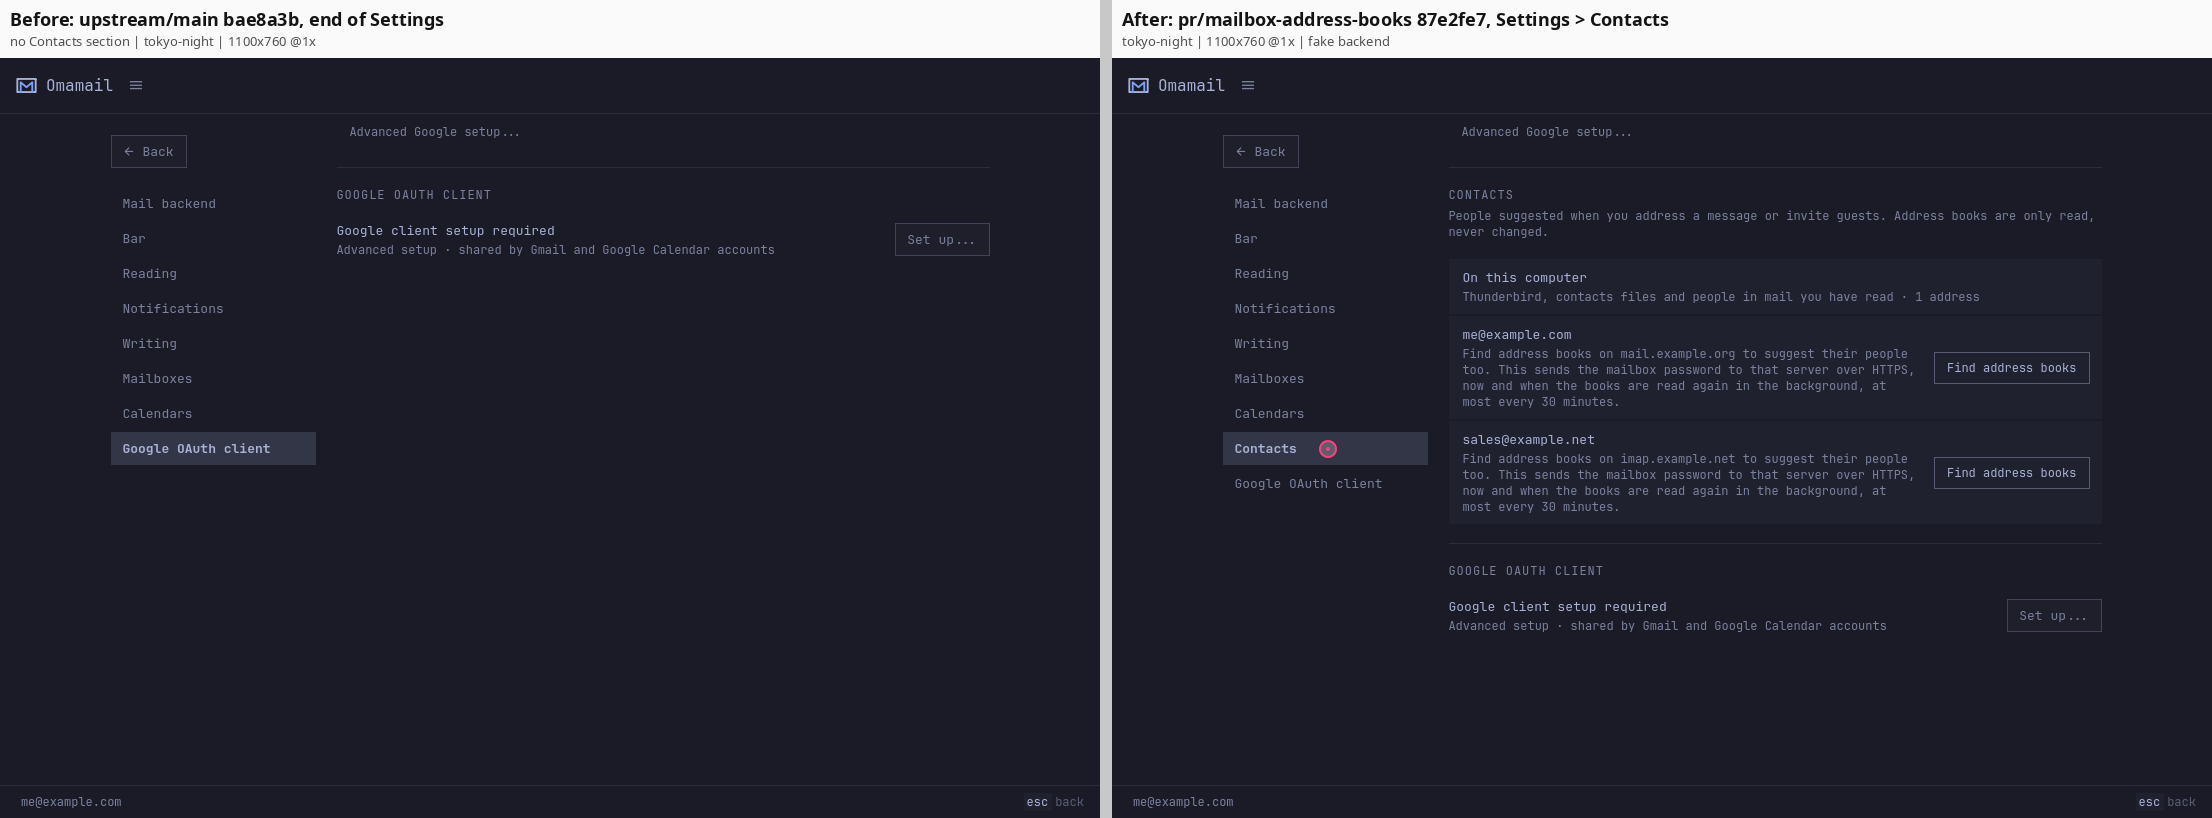 Before: upstream/main bae8a3b, end of Settings
no Contacts section | tokyo-night | 1100x760 @1x
Omamail
← Back
Mail backend
Bar
Reading
Notifications
Writing
Mailboxes
Calendars
Google OAuth client
Advanced Google setup...
GOOGLE OAUTH CLIENT
Google client setup required
Advanced setup · shared by Gmail and Google Calendar accounts
Set up...
me@example.com
esc back
After: pr/mailbox-address-books 87e2fe7, Settings > Contacts
tokyo-night | 1100x760 @1x | fake backend
Omamail
← Back
Mail backend
Bar
Reading
Notifications
Writing
Mailboxes
Calendars
Contacts
Google OAuth client
Advanced Google setup...
CONTACTS
People suggested when you address a message or invite guests. Address books are only read,
never changed.
On this computer
Thunderbird, contacts files and people in mail you have read · 1 address
me@example.com
Find address books on mail.example.org to suggest their people
too. This sends the mailbox password to that server over HTTPS,
now and when the books are read again in the background, at
most every 30 minutes.
Find address books
sales@example.net
Find address books on imap.example.net to suggest their people
too. This sends the mailbox password to that server over HTTPS,
now and when the books are read again in the background, at
most every 30 minutes.
Find address books
GOOGLE OAUTH CLIENT
Google client setup required
Advanced setup · shared by Gmail and Google Calendar accounts
Set up...
me@example.com
esc back